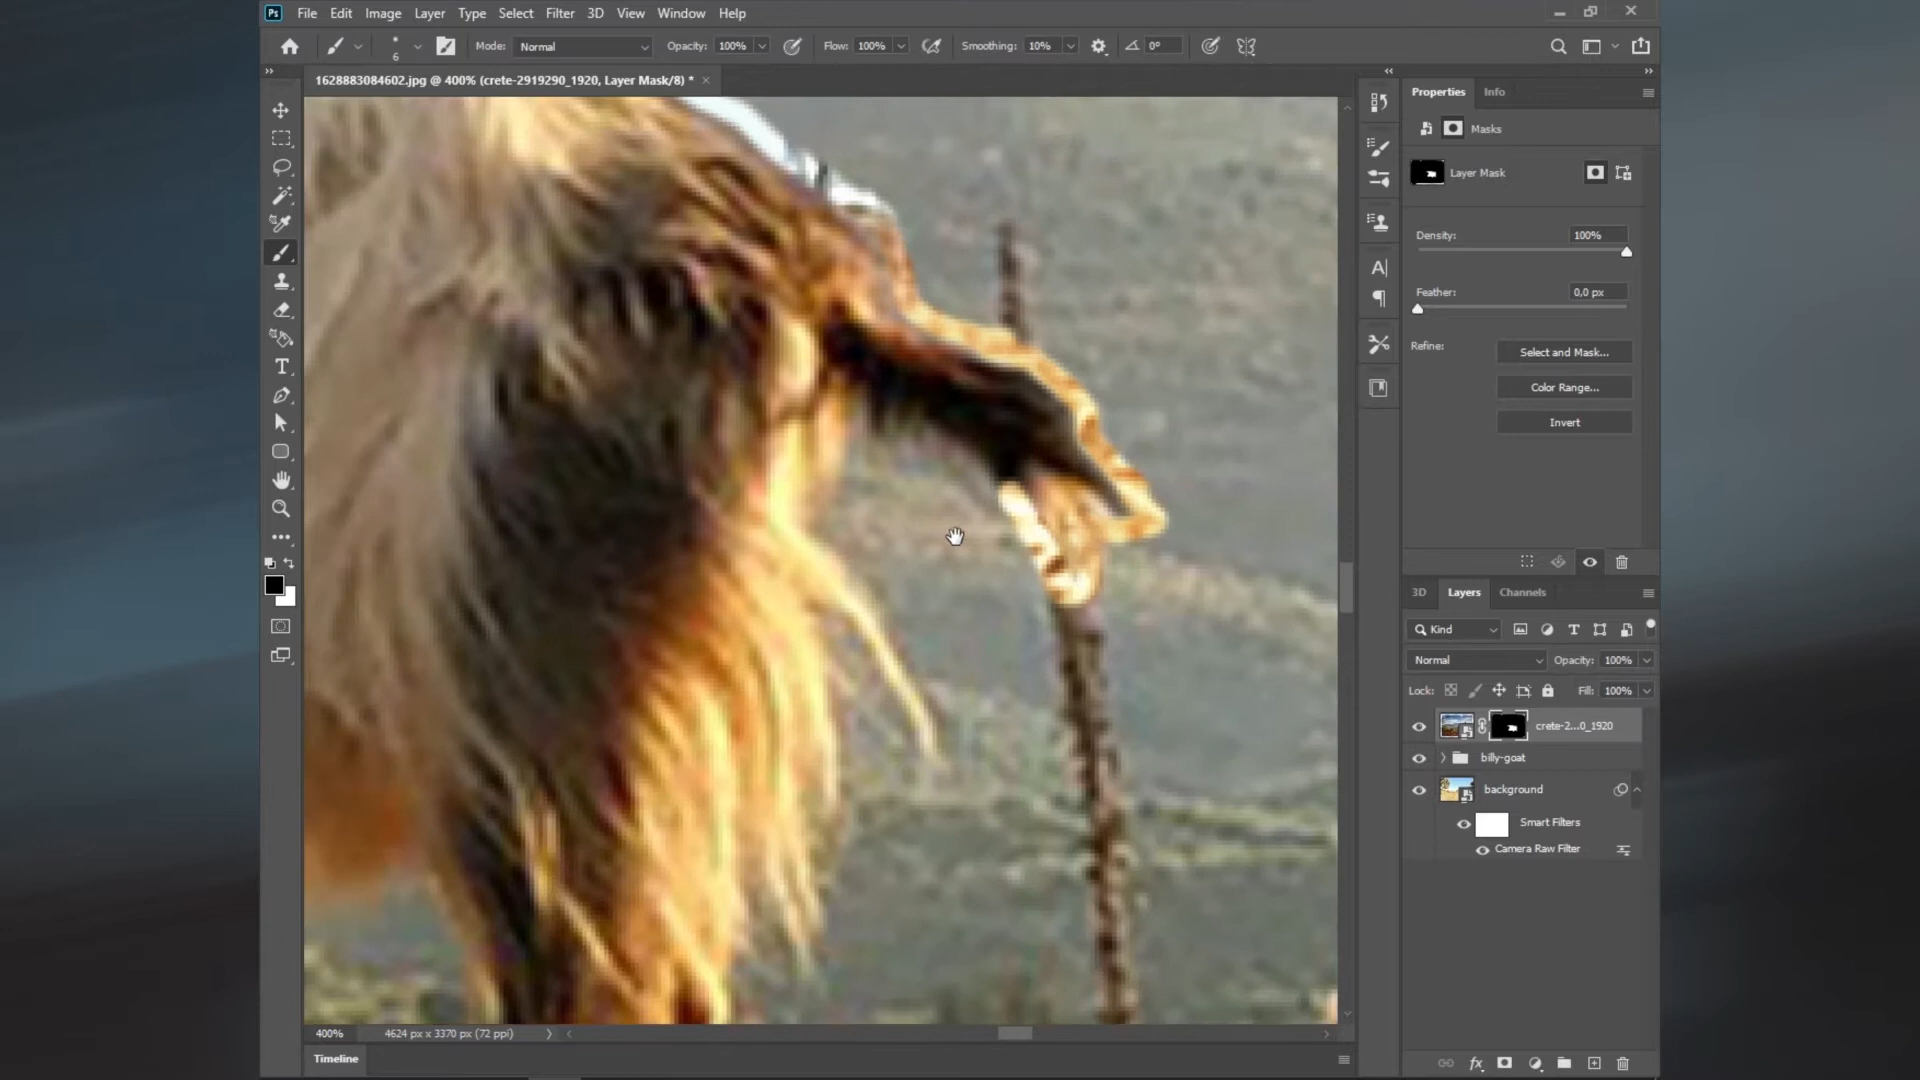 Ps File Edit Image Layer Type Select Filter 3D View Window Help
6 Mode: Normal Opacity: 100% Flow: 100% Smoothing: 10% 0°
1628883084602.jpg @ 400% (crete-2919290_1920, Layer Mask/8) *
Properties Info
Masks
Layer Mask
Density: 100%
Feather: 0,0 px
Refine: Select and Mask...
Color Range...
Invert
3D Layers Channels
Kind
Normal Opacity: 100%
Lock: Fill: 100%
crete-2...0_1920
billy-goat
background
Smart Filters
Camera Raw Filter
400% 4624 px x 3370 px (72 ppi)
Timeline